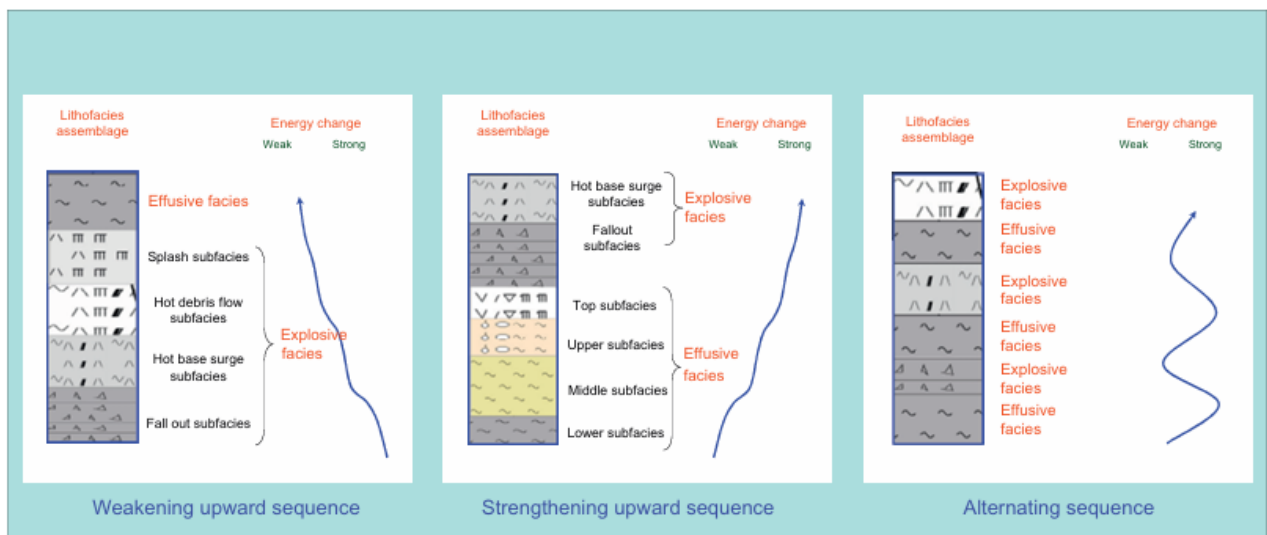 Lithofacies
assemblage
Energy change
Weak
Strong
Effusive facies
Splash subfacies
Hot debris flow
subfacies
Explosive
facies
Hot base surge
subfacies
Fall out subfacies
Weakening upward sequence
Lithofacies
assemblage
Energy change
Weak
Strong
Hot base surge
subfacies
Explosive
facies
Fallout
subfacies
Top subfacies
Upper subfacies
Effusive
facies
Middle subfacies
Lower subfacies
Strengthening upward sequence
Lithofacies
assemblage
Energy change
Weak
Strong
Explosive
facies
Effusive
facies
Explosive
facies
Effusive
facies
Explosive
facies
Effusive
facies
Alternating sequence